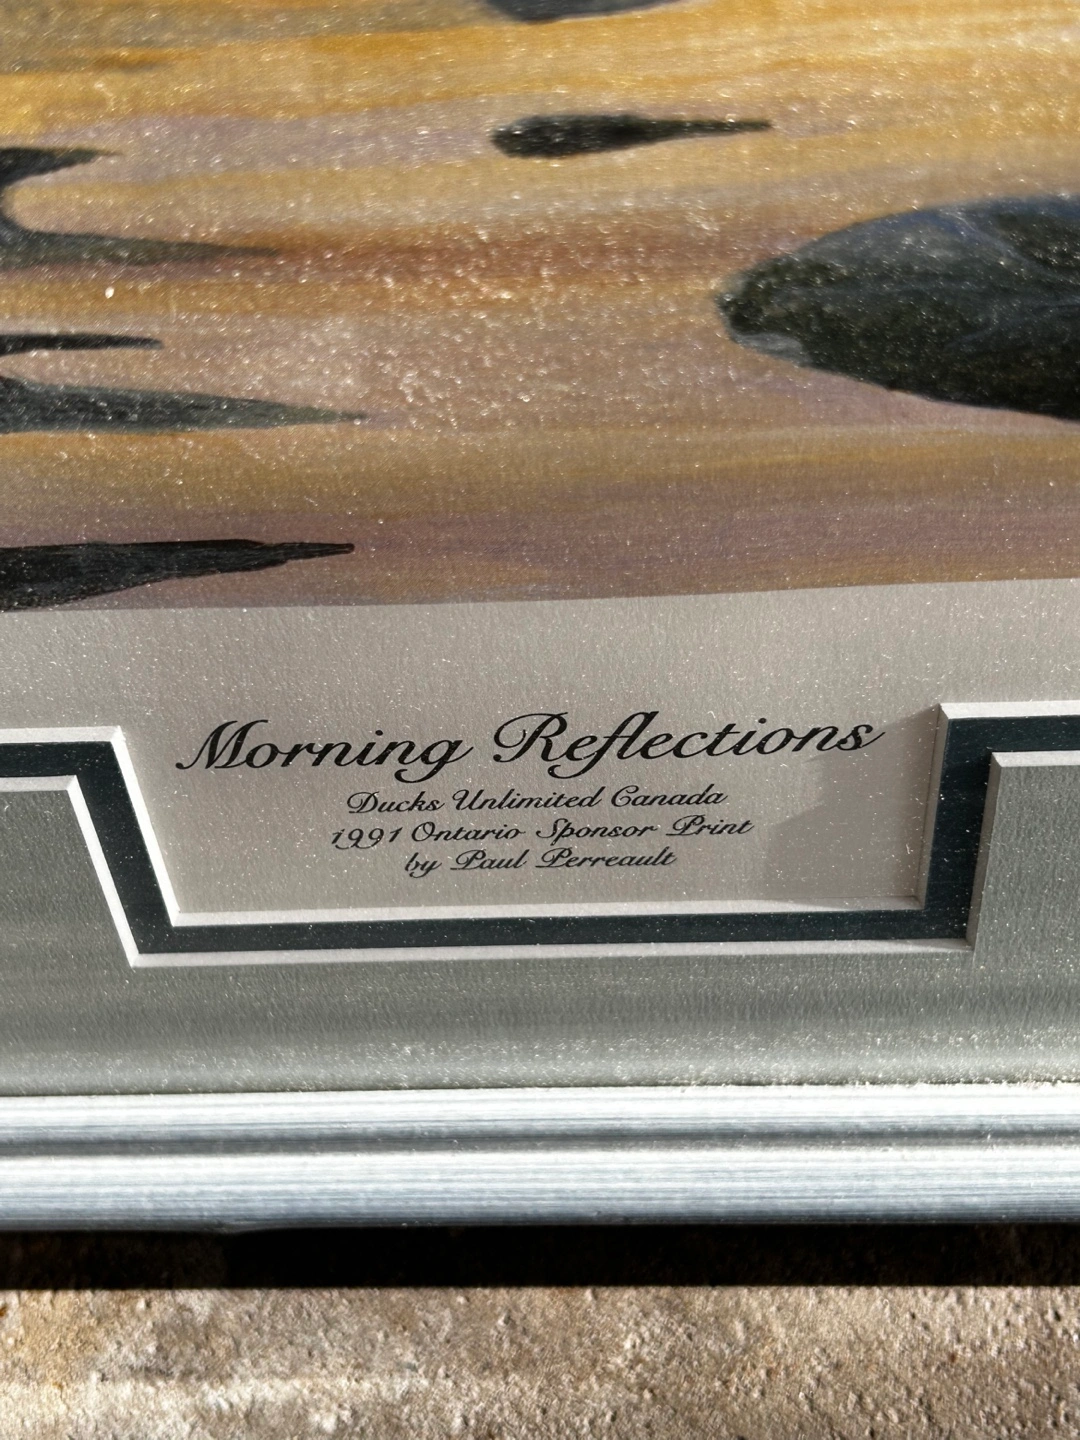 Morning Reflections
Ducks Unlimited Canada
1991 Ontario Sponsor Print
by Paul Perreault